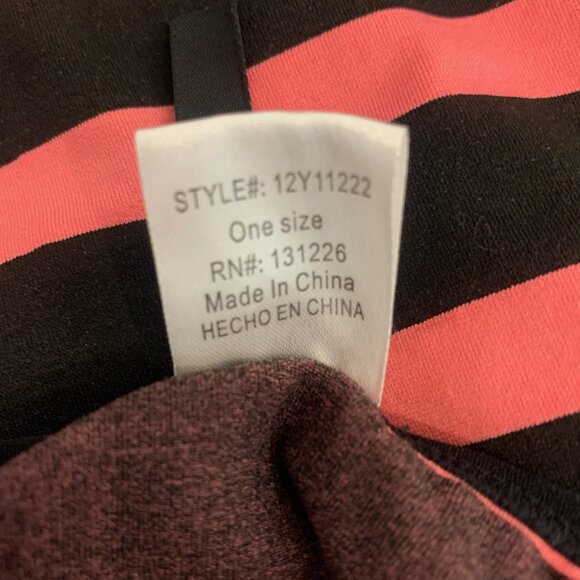 STYLE#: 12Y11222
One size
RN#: 131226
Made In China
HECHO EN CHINA